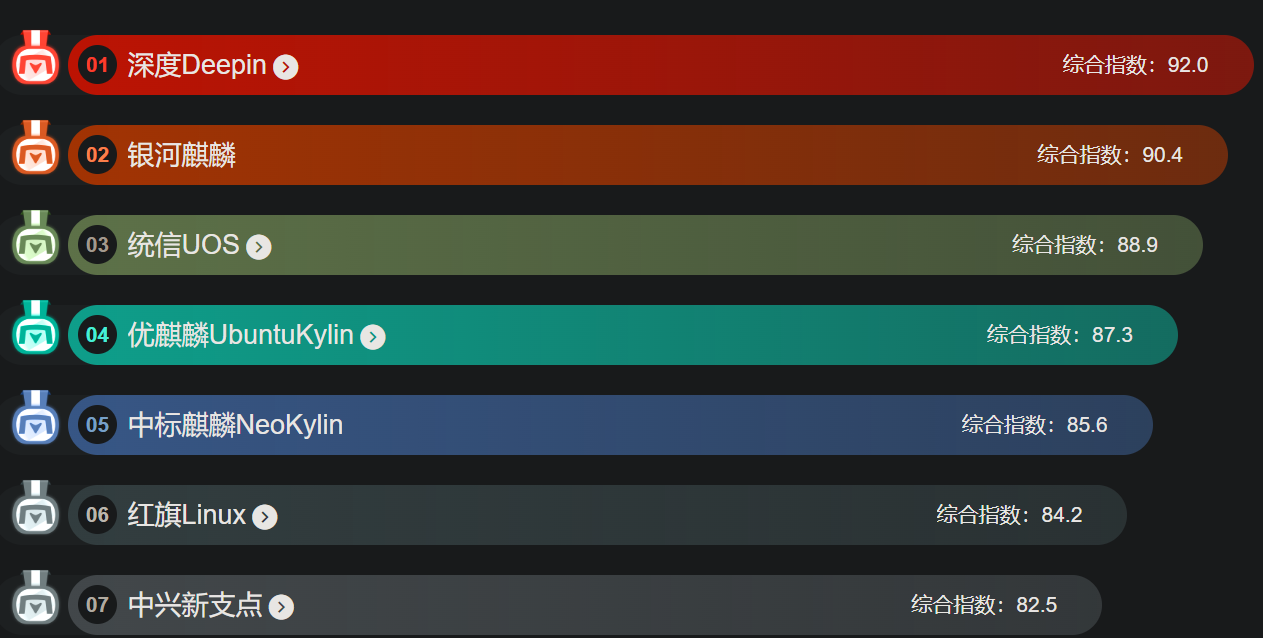 01 深度Deepin 综合指数：92.0
02 银河麒麟 综合指数：90.4
03 统信UOS 综合指数：88.9
04 优麒麟UbuntuKylin 综合指数：87.3
05 中标麒麟NeoKylin 综合指数：85.6
06 红旗Linux 综合指数：84.2
07 中兴新支点 综合指数：82.5